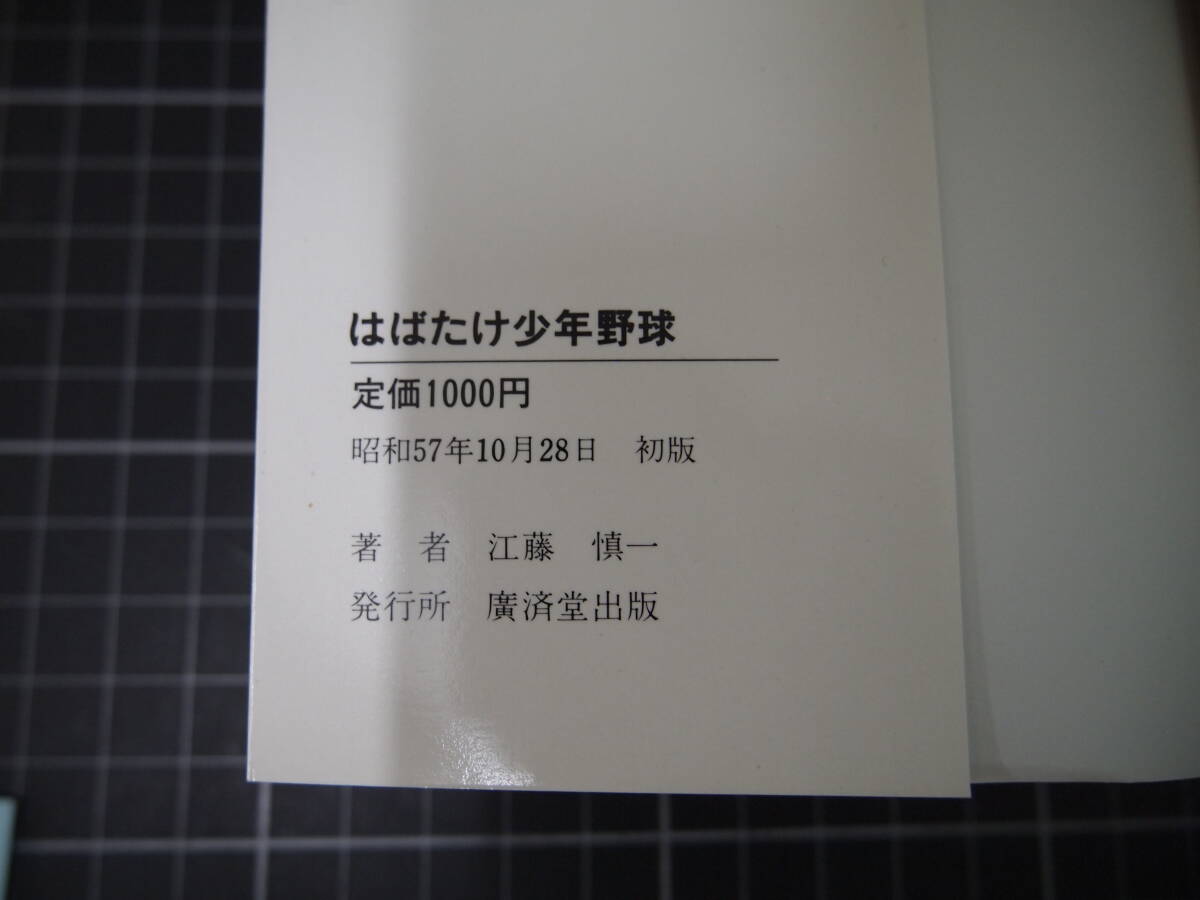 はばたけ少年野球
定価1000円
昭和57年10月28日　初版
著　者　江藤　慎一
発行所　廣済堂出版